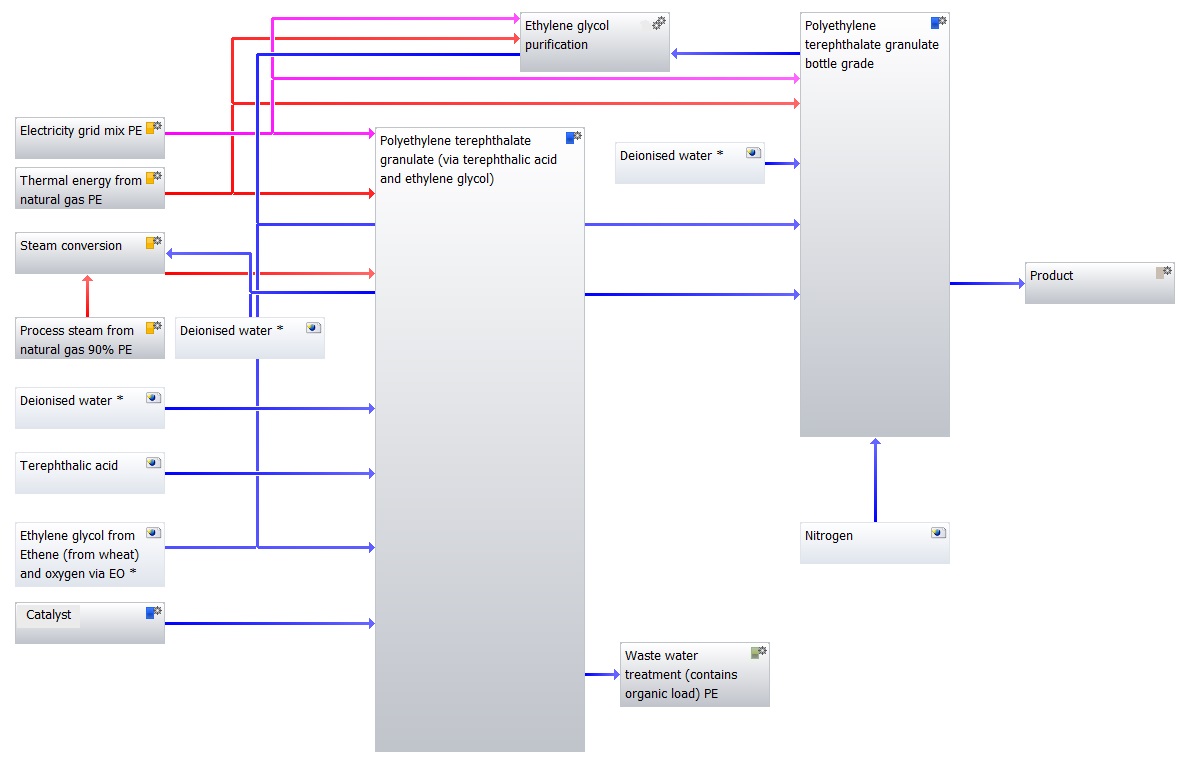 Ethylene glycol
purification
Polyethylene
terephthalate granulate
bottle grade
Electricity grid mix PE
Polyethylene terephthalate
granulate (via terephthalic acid
and ethylene glycol)
Deionised water *
Thermal energy from
natural gas PE
Steam conversion
Product
Process steam from
natural gas 90% PE
Deionised water *
Deionised water *
Terephthalic acid
Ethylene glycol from
Ethene (from wheat)
and oxygen via EO *
Nitrogen
Catalyst
Waste water
treatment (contains
organic load) PE